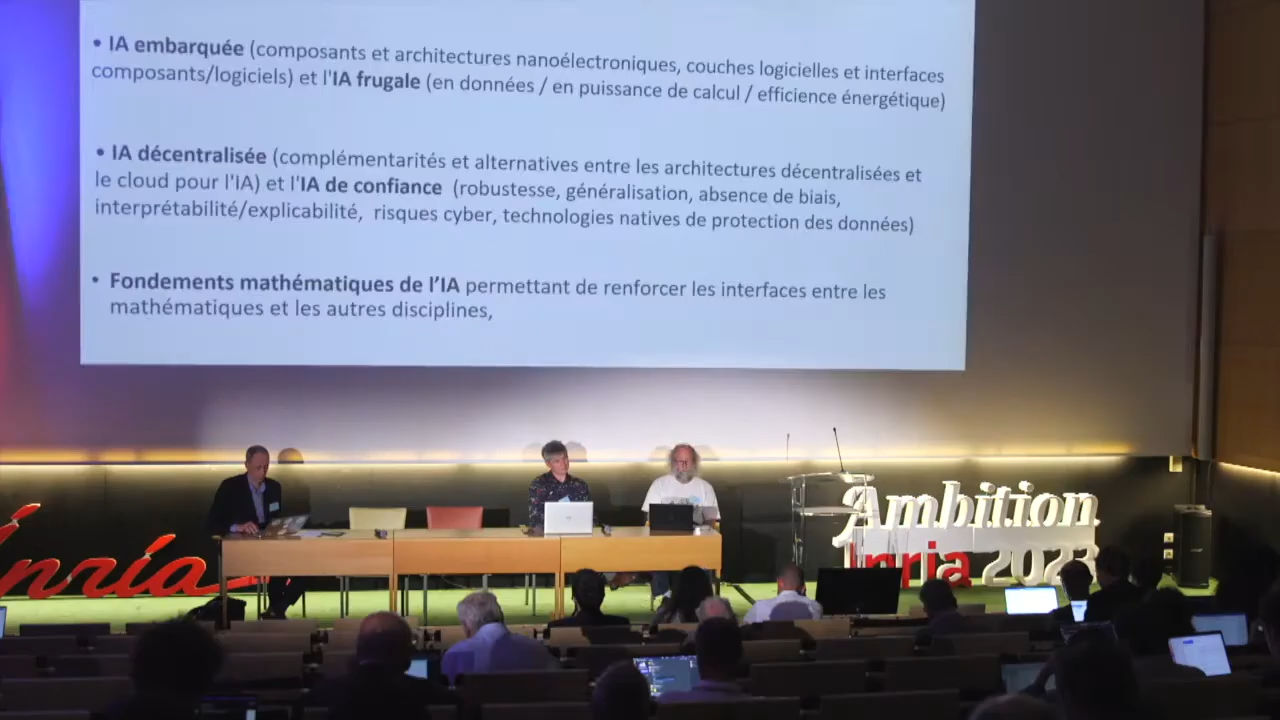 • IA embarquée (composants et architectures nanoélectroniques, couches logicielles et interfaces
composants/logiciels) et l'IA frugale (en données / en puissance de calcul / efficience énergétique)
• IA décentralisée (complémentarités et alternatives entre les architectures décentralisées et
le cloud pour l'IA) et l'IA de confiance (robustesse, généralisation, absence de biais,
interprétabilité/explicabilité, risques cyber, technologies natives de protection des données)
• Fondements mathématiques de l’IA permettant de renforcer les interfaces entre les
mathématiques et les autres disciplines,
Inria
Ambition
Inria 2023